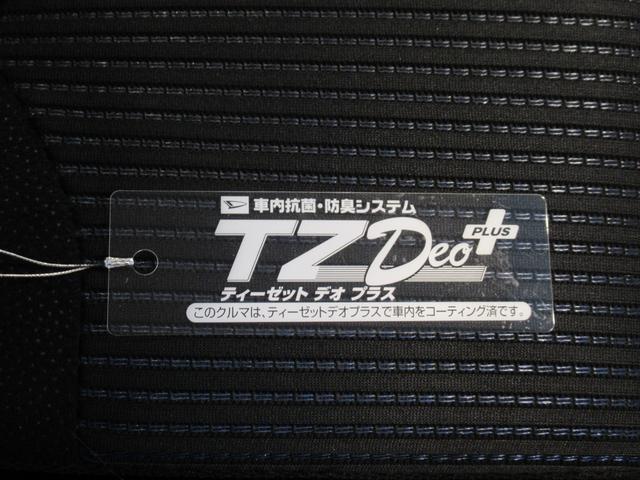 車内抗菌・防臭システム
TZ Deo PLUS
ティーゼット デオ プラス
このクルマは、ティーゼットデオプラスで車内をコーティング済です。